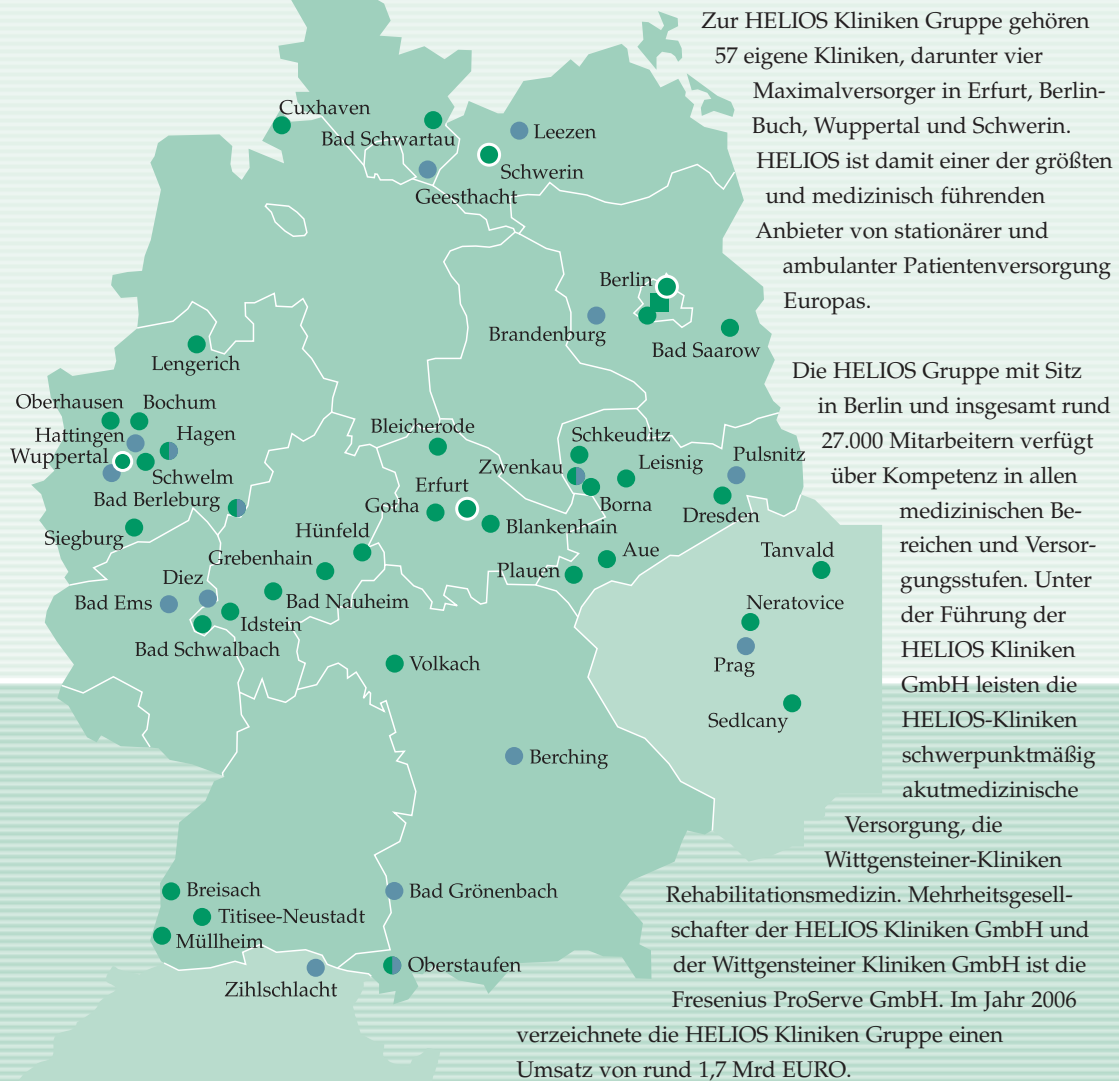 Zur HELIOS Kliniken Gruppe gehören
57 eigene Kliniken, darunter vier
Maximalversorger in Erfurt, Berlin-
Buch, Wuppertal und Schwerin.
HELIOS ist damit einer der größten
und medizinisch führenden
Anbieter von stationärer und
ambulanter Patientenversorgung
Europas.
Die HELIOS Gruppe mit Sitz
in Berlin und insgesamt rund
27.000 Mitarbeitern verfügt
über Kompetenz in allen
medizinischen Be-
reichen und Versor-
gungsstufen. Unter
der Führung der
HELIOS Kliniken
GmbH leisten die
HELIOS-Kliniken
schwerpunktmäßig
akutmedizinische
Versorgung, die
Wittgensteiner-Kliniken
Rehabilitationsmedizin. Mehrheitsgesell-
schafter der HELIOS Kliniken GmbH und
der Wittgensteiner Kliniken GmbH ist die
Fresenius ProServe GmbH. Im Jahr 2006
verzeichnete die HELIOS Kliniken Gruppe einen
Umsatz von rund 1,7 Mrd EURO.
Cuxhaven
Bad Schwartau
Leezen
Schwerin
Geesthacht
Berlin
Brandenburg
Bad Saarow
Lengerich
Oberhausen
Bochum
Hattingen
Hagen
Wuppertal
Schwelm
Bad Berleburg
Siegburg
Bleicherode
Schkeuditz
Zwenkau
Leisnig
Pulsnitz
Erfurt
Borna
Gotha
Dresden
Blankenhain
Hünfeld
Grebenhain
Aue
Plauen
Tanvald
Diez
Bad Ems
Bad Nauheim
Idstein
Neratovice
Bad Schwalbach
Prag
Volkach
Sedlcany
Berching
Breisach
Bad Grönenbach
Titisee-Neustadt
Müllheim
Oberstaufen
Zihlschlacht